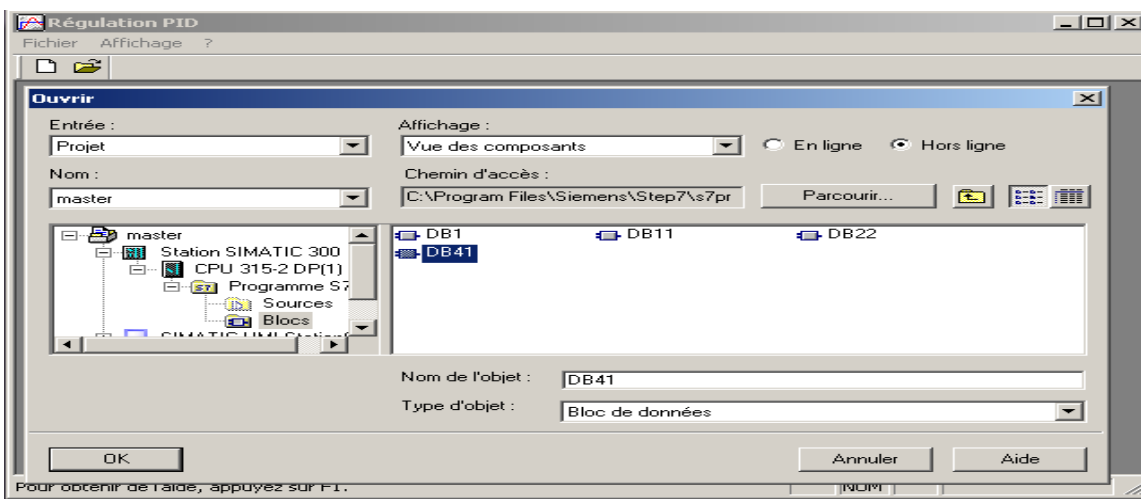 Régulation PID
Fichier Affichage ?
Ouvrir
Entrée :
Affichage :
Projet
Vue des composants
En ligne
Hors ligne
Nom :
Chemin d'accès :
master
C:\Program Files\Siemens\Step7\s7pr
Parcourir...
master
Station SIMATIC 300
CPU 315-2 DP(1)
Programme S7
Sources
Blocs
DB1
DB11
DB22
DB41
Nom de l'objet :
DB41
Type d'objet :
Bloc de données
OK
Annuler
Aide
Pour obtenir de l'aide, appuyez sur F1.
NUM